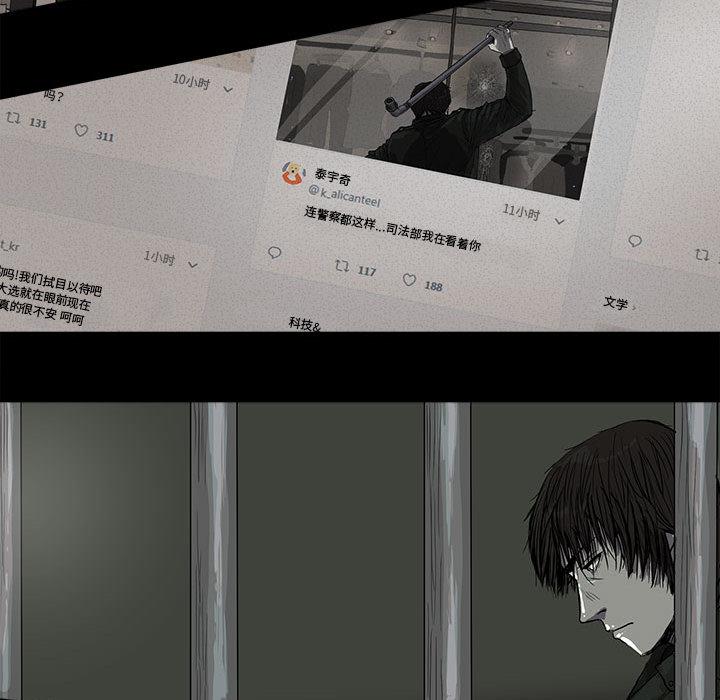 10小时
吗?
131 311
泰宇奇
@k_alicanteel
11小时
连警察都这样...司法部我在看着你
117 188
t_kr
1小时
的吗!我们拭目以待吧
大选就在眼前现在
真的很不安 呵呵
文学 ›
科技&